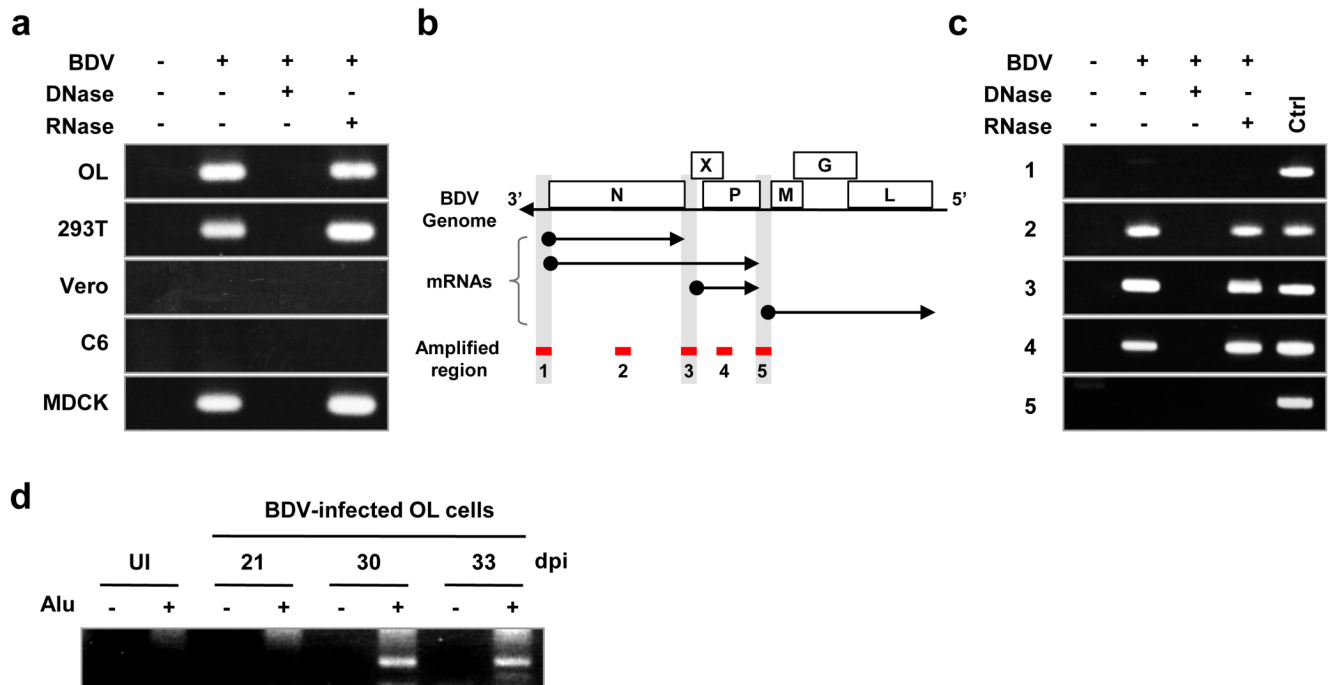 a
BDV - + + +
DNase - - + -
RNase - - - +
OL
293T
Vero
C6
MDCK
b
X G
N P M L
BDV Genome 3' 5'
mRNAs
Amplified region
1 2 3 4 5
c
BDV - + + +
DNase - - + -
RNase - - - + Ctrl
1
2
3
4
5
d
BDV-infected OL cells
UI 21 30 33 dpi
Alu - + - + - + - +